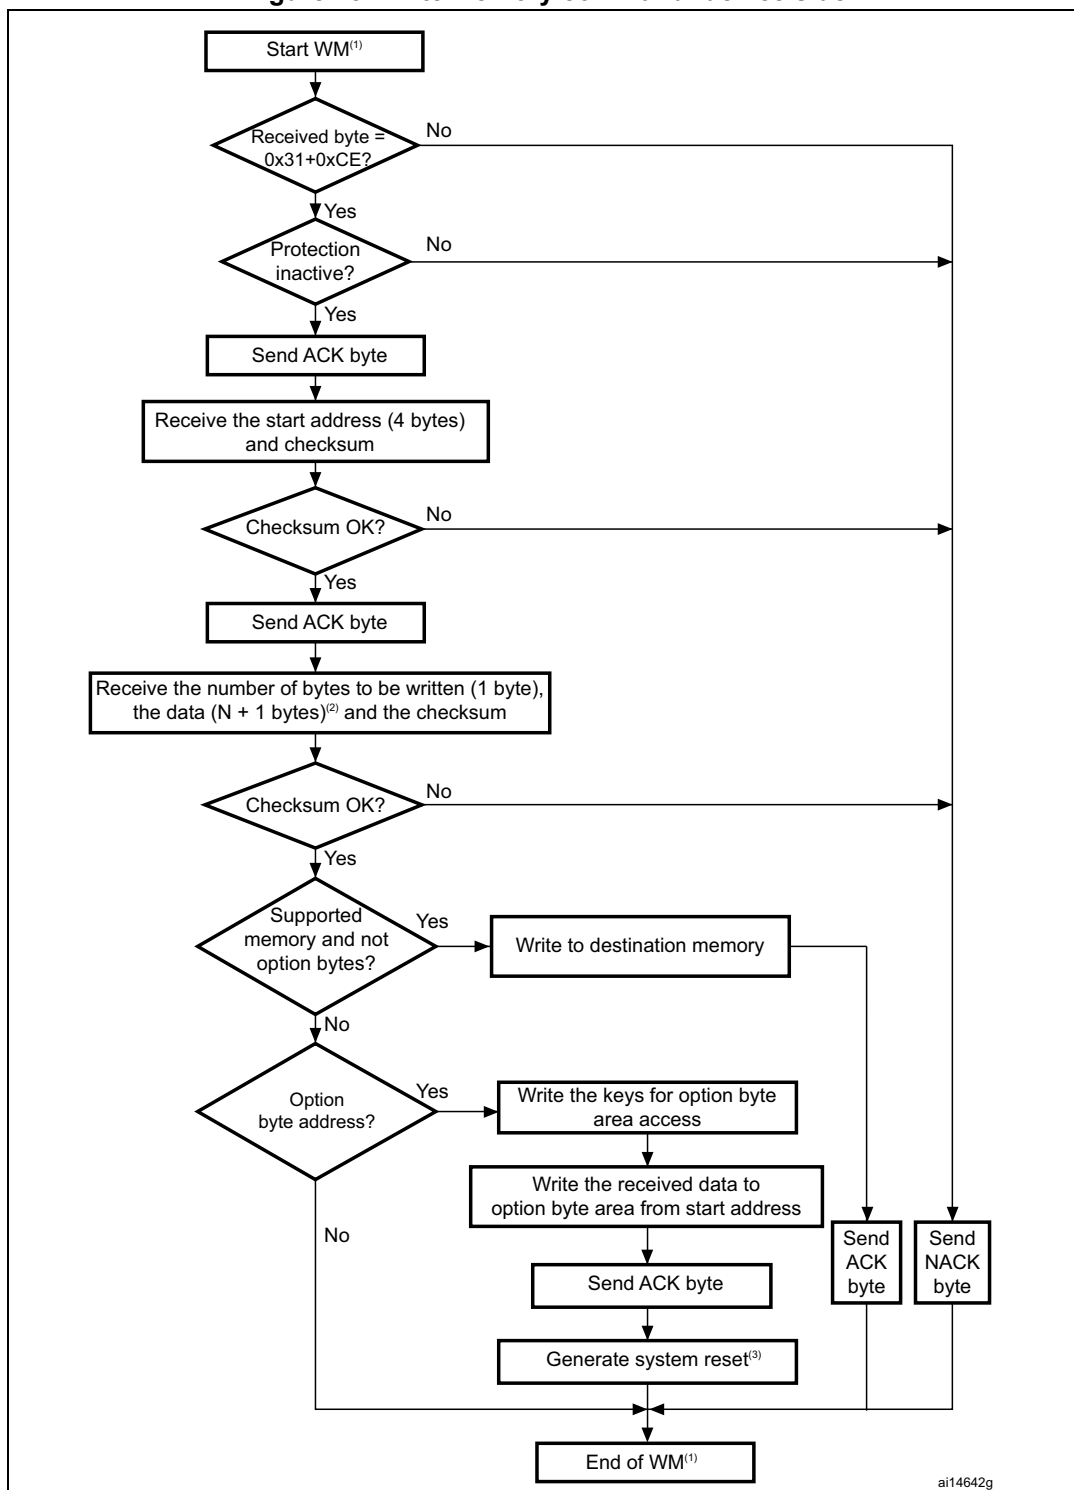 Start WM(1)
Received byte =
0x31+0xCE?
No
Yes
Protection
inactive?
No
Yes
Send ACK byte
Receive the start address (4 bytes)
and checksum
Checksum OK?
No
Yes
Send ACK byte
Receive the number of bytes to be written (1 byte),
the data (N + 1 bytes)(2) and the checksum
Checksum OK?
No
Yes
Supported
memory and not
option bytes?
Yes
Write to destination memory
No
Option
byte address?
Yes
Write the keys for option byte
area access
Write the received data to
option byte area from start address
No
Send
ACK
byte
Send
NACK
byte
Send ACK byte
Generate system reset(3)
End of WM(1)
ai14642g